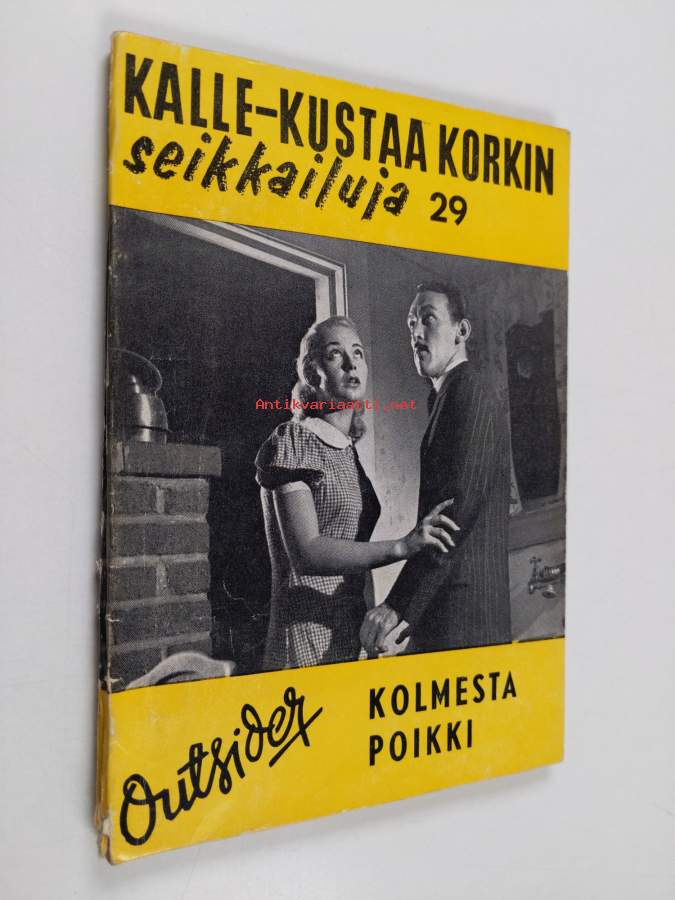 KALLE-KUSTAA KORKIN
seikkailuja 29
Antikvariaatti.net
Outsider
KOLMESTA
POIKKI